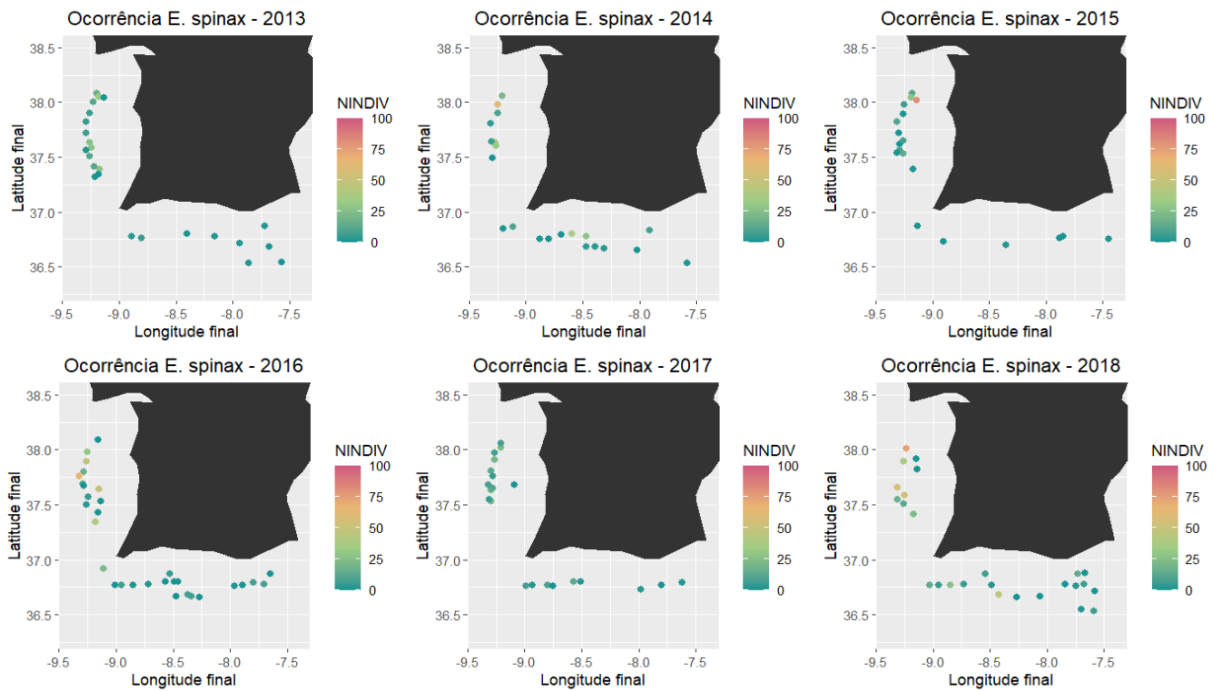 Ocorrência E. spinax - 2013
Ocorrência E. spinax - 2014
Ocorrência E. spinax - 2015
Latitude final
38.5
38.0
37.5
37.0
36.5
-9.5 -9.0 -8.5 -8.0 -7.5
Longitude final
NINDIV
100
75
50
25
0
Latitude final
38.5
38.0
37.5
37.0
36.5
-9.5 -9.0 -8.5 -8.0 -7.5
Longitude final
NINDIV
100
75
50
25
0
Latitude final
38.5
38.0
37.5
37.0
36.5
-9.5 -9.0 -8.5 -8.0 -7.5
Longitude final
NINDIV
100
75
50
25
0
Ocorrência E. spinax - 2016
Ocorrência E. spinax - 2017
Ocorrência E. spinax - 2018
Latitude final
38.5
38.0
37.5
37.0
36.5
-9.5 -9.0 -8.5 -8.0 -7.5
Longitude final
NINDIV
100
75
50
25
0
Latitude final
38.5
38.0
37.5
37.0
36.5
-9.5 -9.0 -8.5 -8.0 -7.5
Longitude final
NINDIV
100
75
50
25
0
Latitude final
38.5
38.0
37.5
37.0
36.5
-9.5 -9.0 -8.5 -8.0 -7.5
Longitude final
NINDIV
100
75
50
25
0